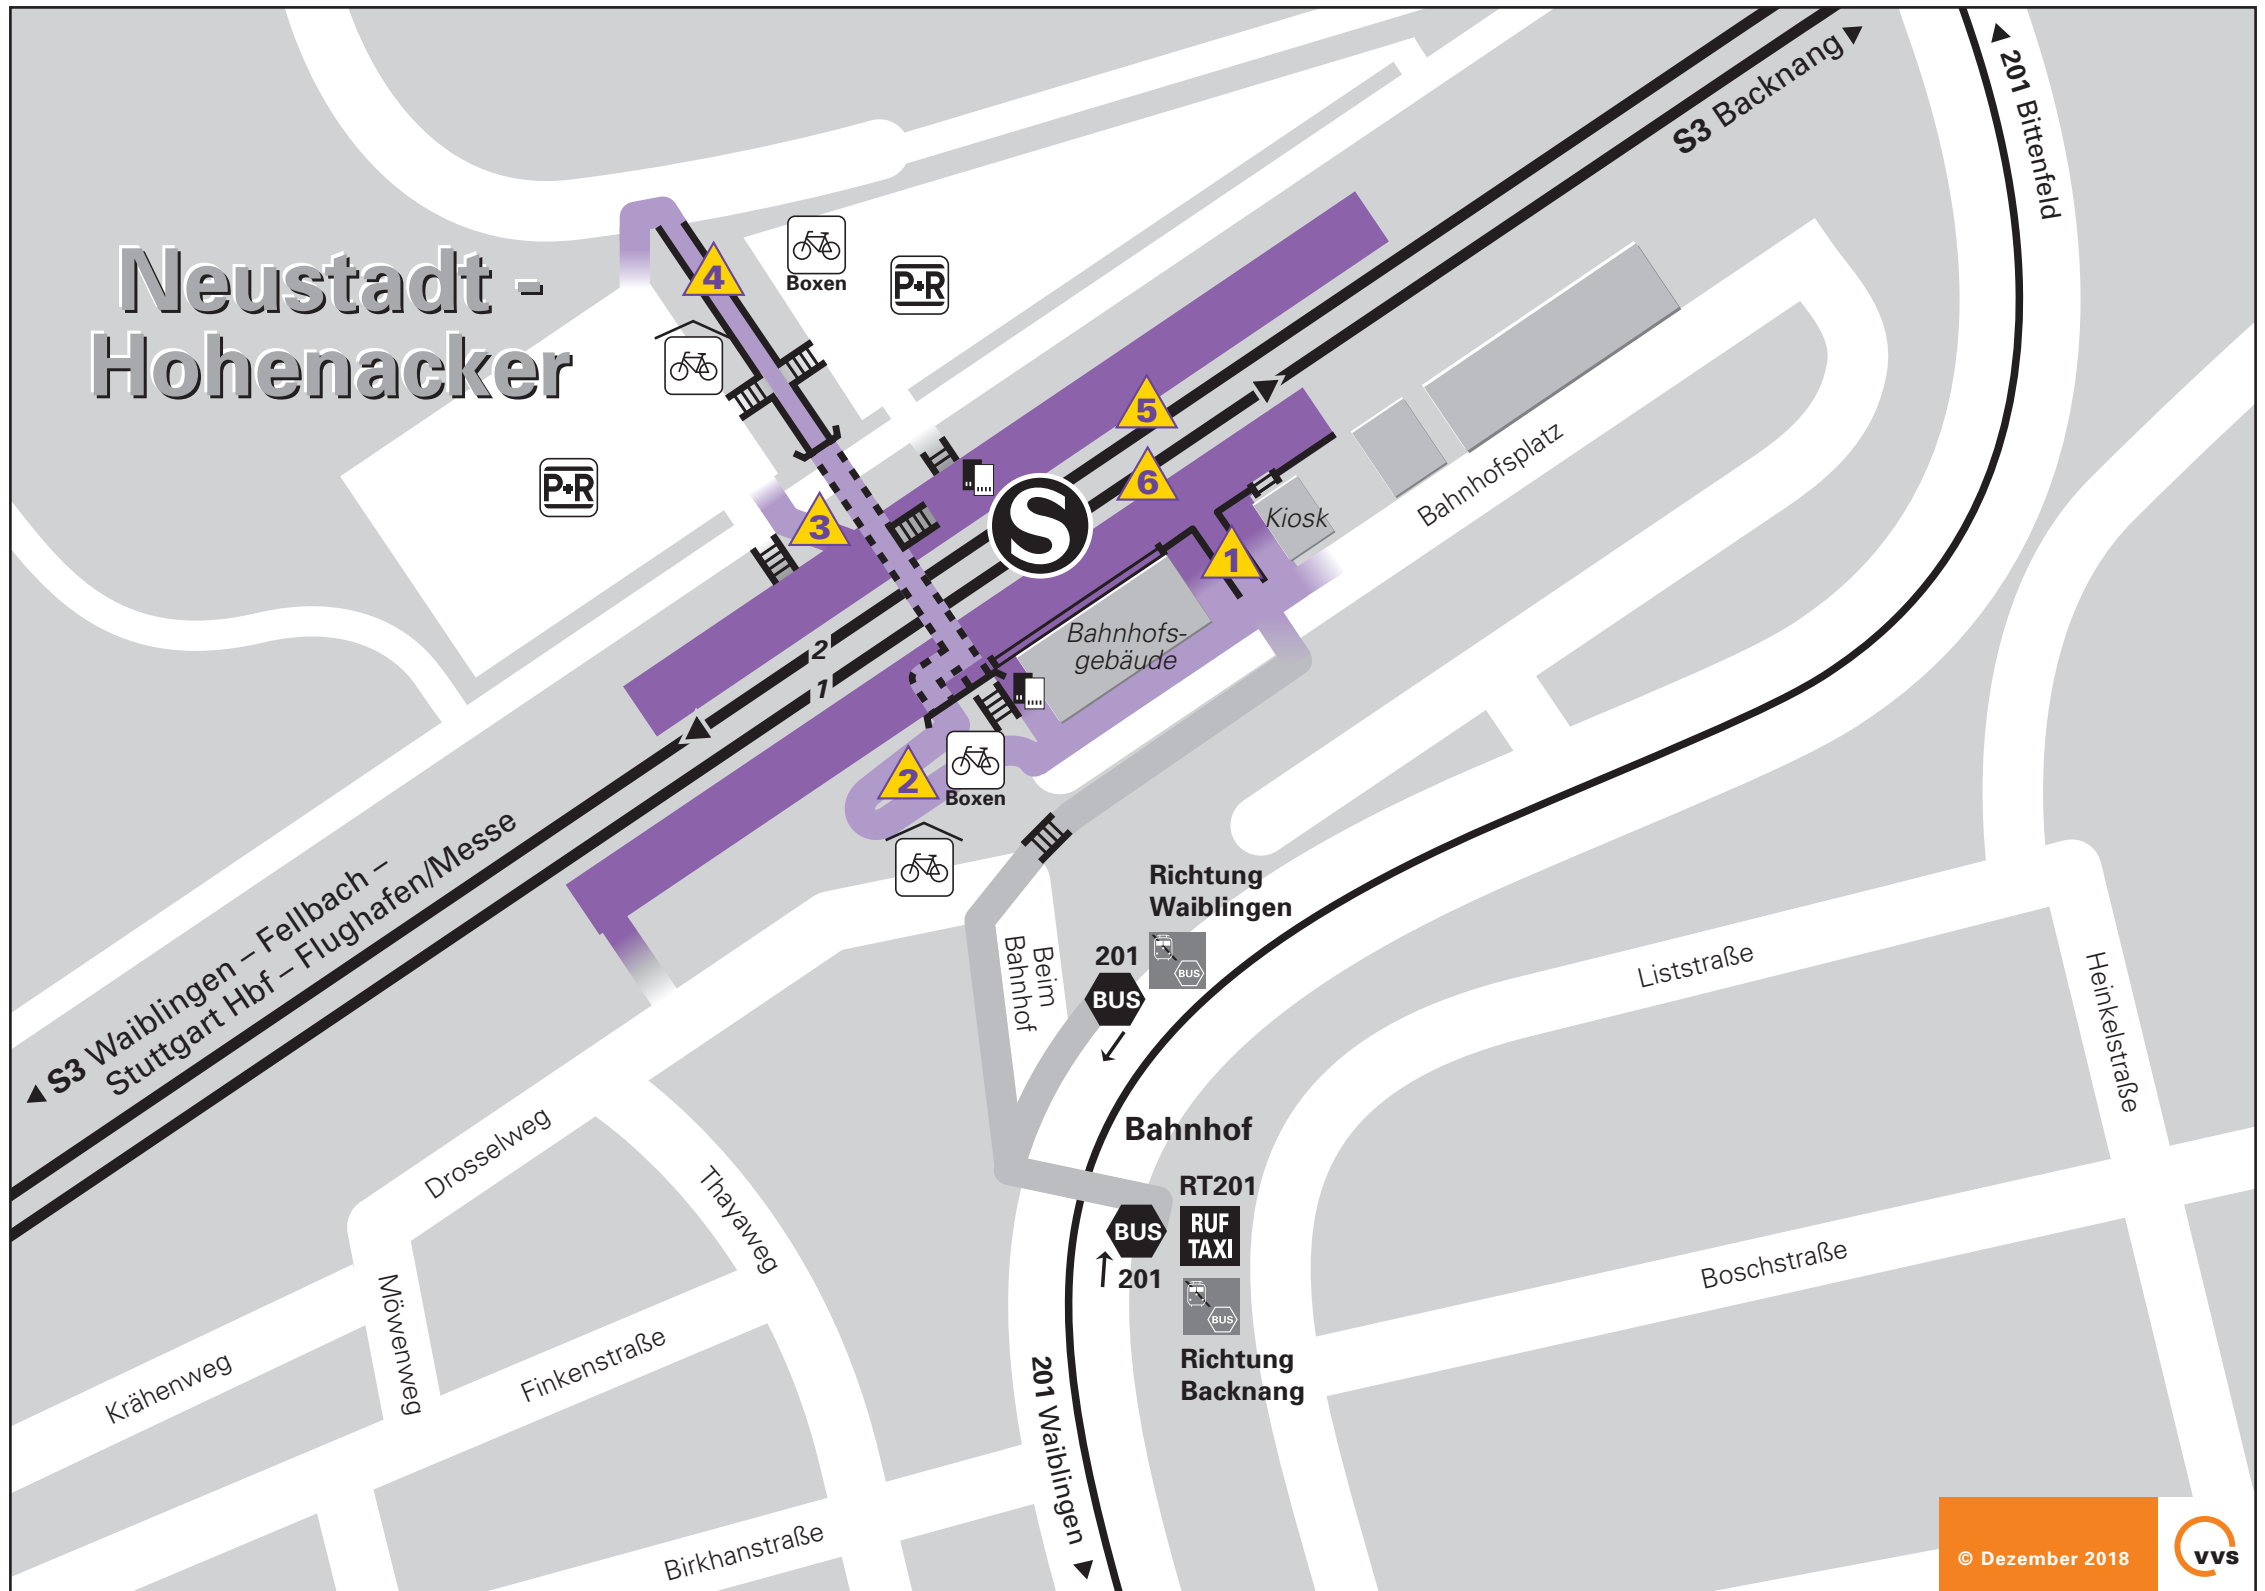 Neustadt -
Hohenacker
S3 Backnang
201 Bittenfeld
4
Boxen
P+R
P+R
3
5
6
S
Kiosk
1
Bahnhofsplatz
Bahnhofs-
gebäude
2
1
2
Boxen
S3 Waiblingen – Fellbach –
Stuttgart Hbf – Flughafen/Messe
Richtung
Waiblingen
201
BUS
BUS
Beim
Bahnhof
Liststraße
Heinkelstraße
Bahnhof
RT201
RUF
TAXI
BUS
201
BUS
Richtung
Backnang
Boschstraße
Drosselweg
Thayaweg
Möwenweg
Krähenweg
Finkenstraße
Birkhanstraße
201 Waiblingen
© Dezember 2018
vvs